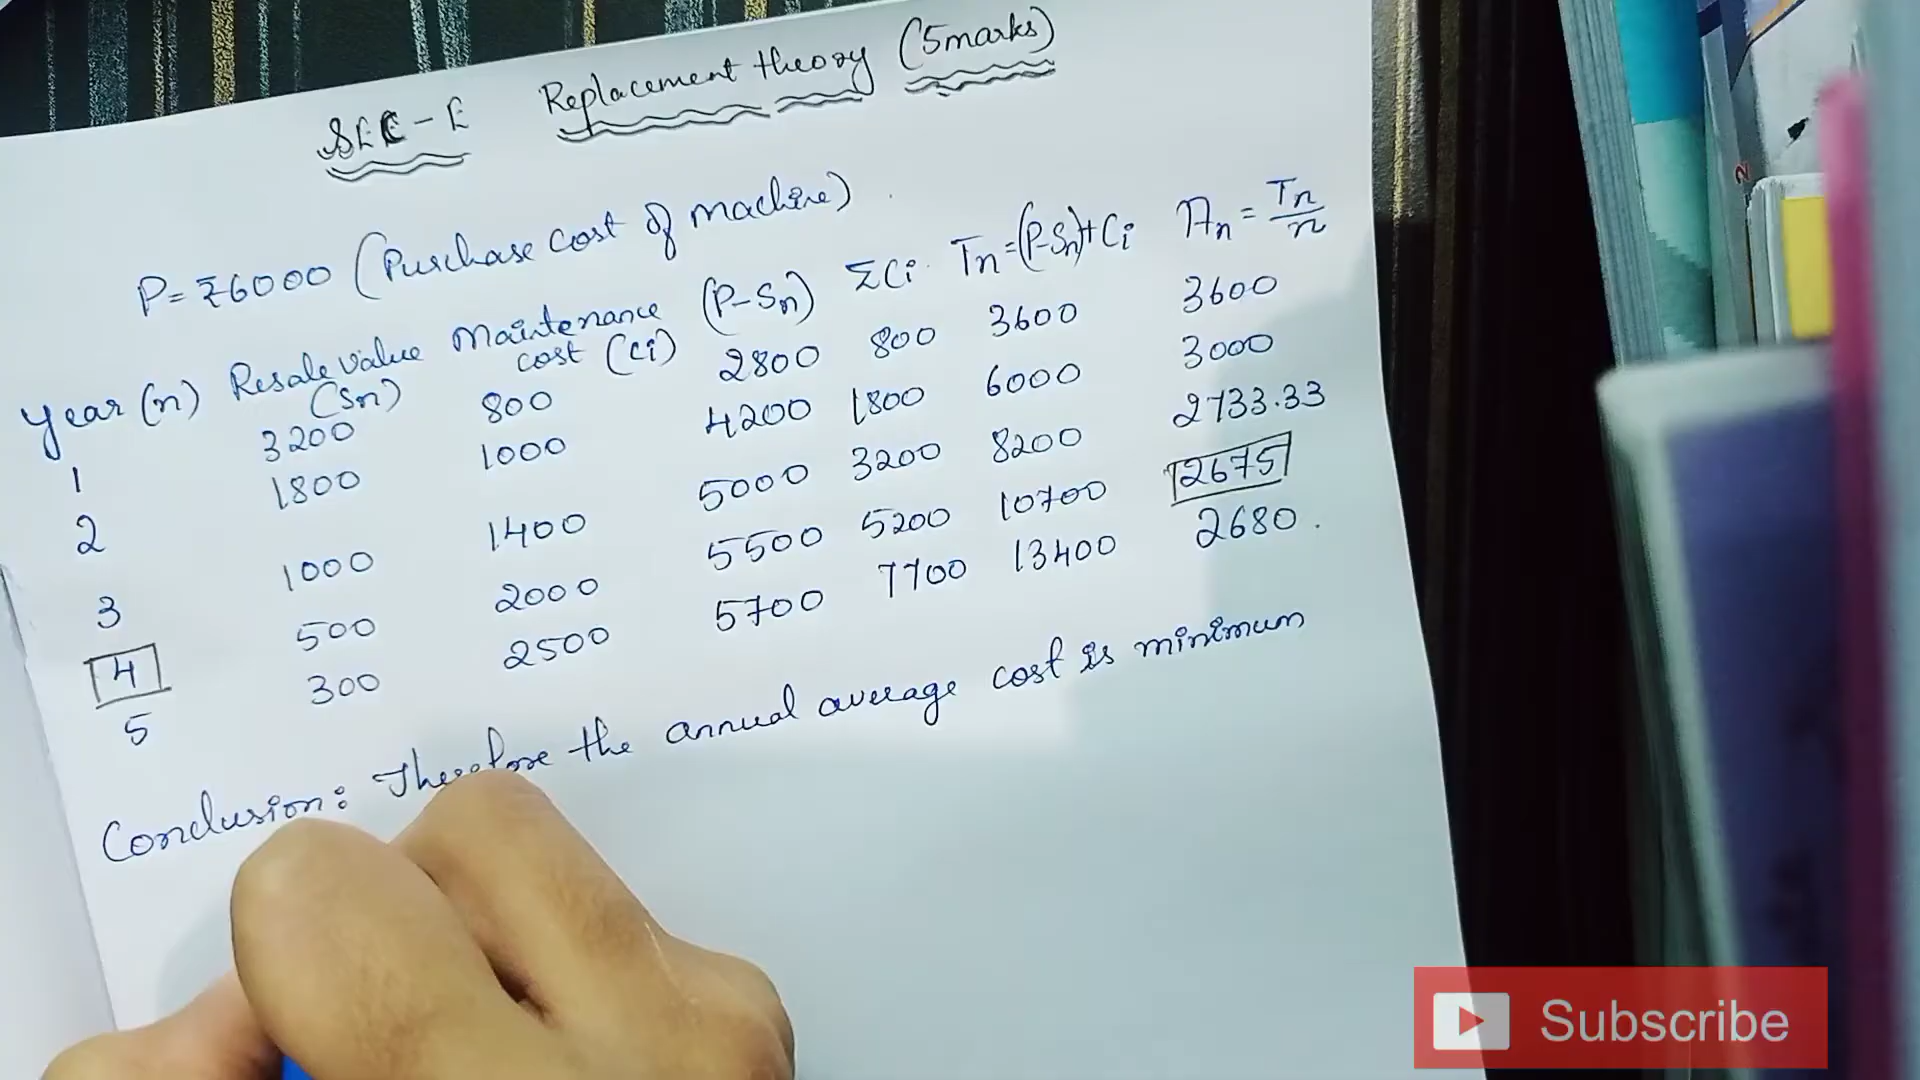 SEC-E Replacement theory (5marks)
P=₹6000 (Purchase cost of machine)
Year (n) Resale value (Sn) Maintenance cost (Ci) (P-Sn) ΣCi Tn=(P-Sn)+Ci An=Tn/n
1 3200 800 2800 800 3600 3600
2 1800 1000 4200 1800 6000 3000
3 1000 1400 5000 3200 8200 2733.33
4 500 2000 5500 5200 10700 2675
5 300 2500 5700 7700 13400 2680.
Conclusion: Therefore the annual average cost is minimum
Subscribe